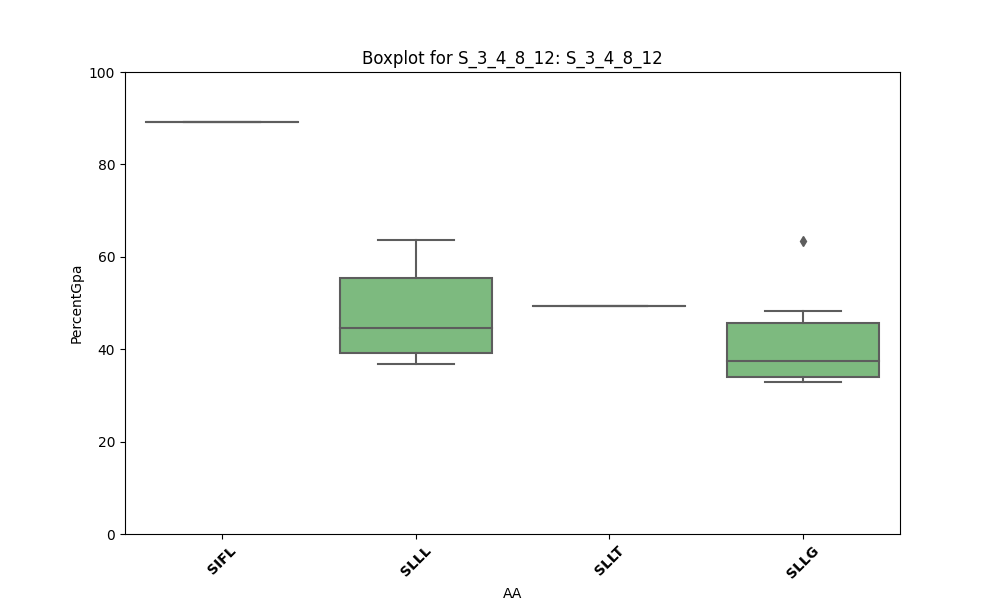 Boxplot for S_3_4_8_12: S_3_4_8_12
100
80
60
40
20
0
PercentGpa
SIFL
SLLL
SLLT
SLLG
AA